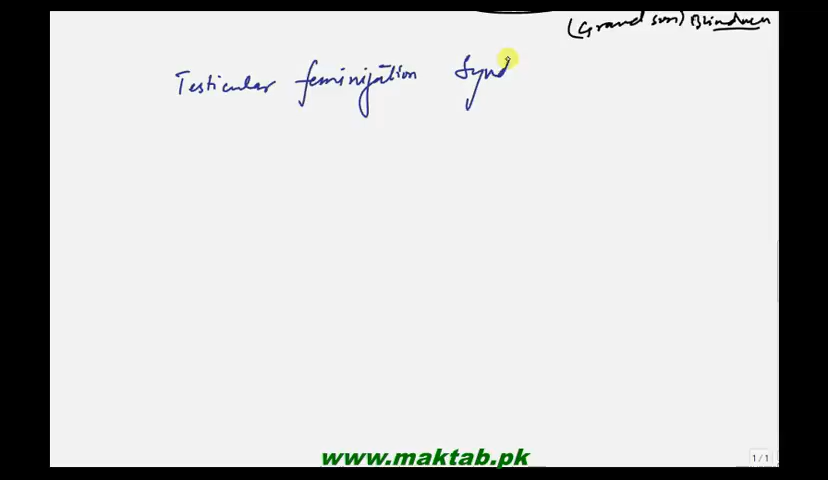 (Grand son) Blindness
Testicular feminization Synd
www.maktab.pk
1/1